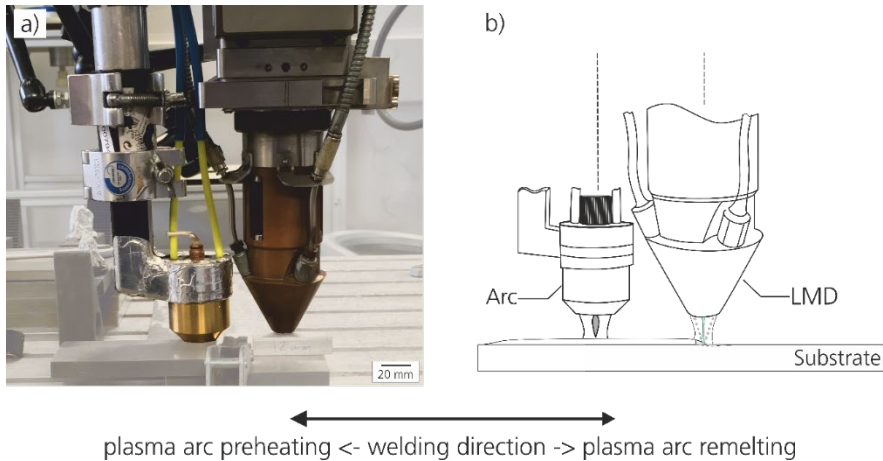 a)
20 mm
b)
Arc
LMD
Substrate
plasma arc preheating <- welding direction -> plasma arc remelting